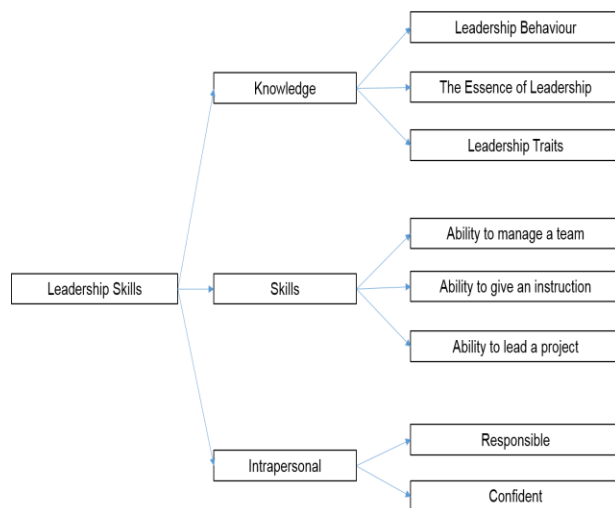 Leadership Skills
Knowledge
Leadership Behaviour
The Essence of Leadership
Leadership Traits
Skills
Ability to manage a team
Ability to give an instruction
Ability to lead a project
Intrapersonal
Responsible
Confident